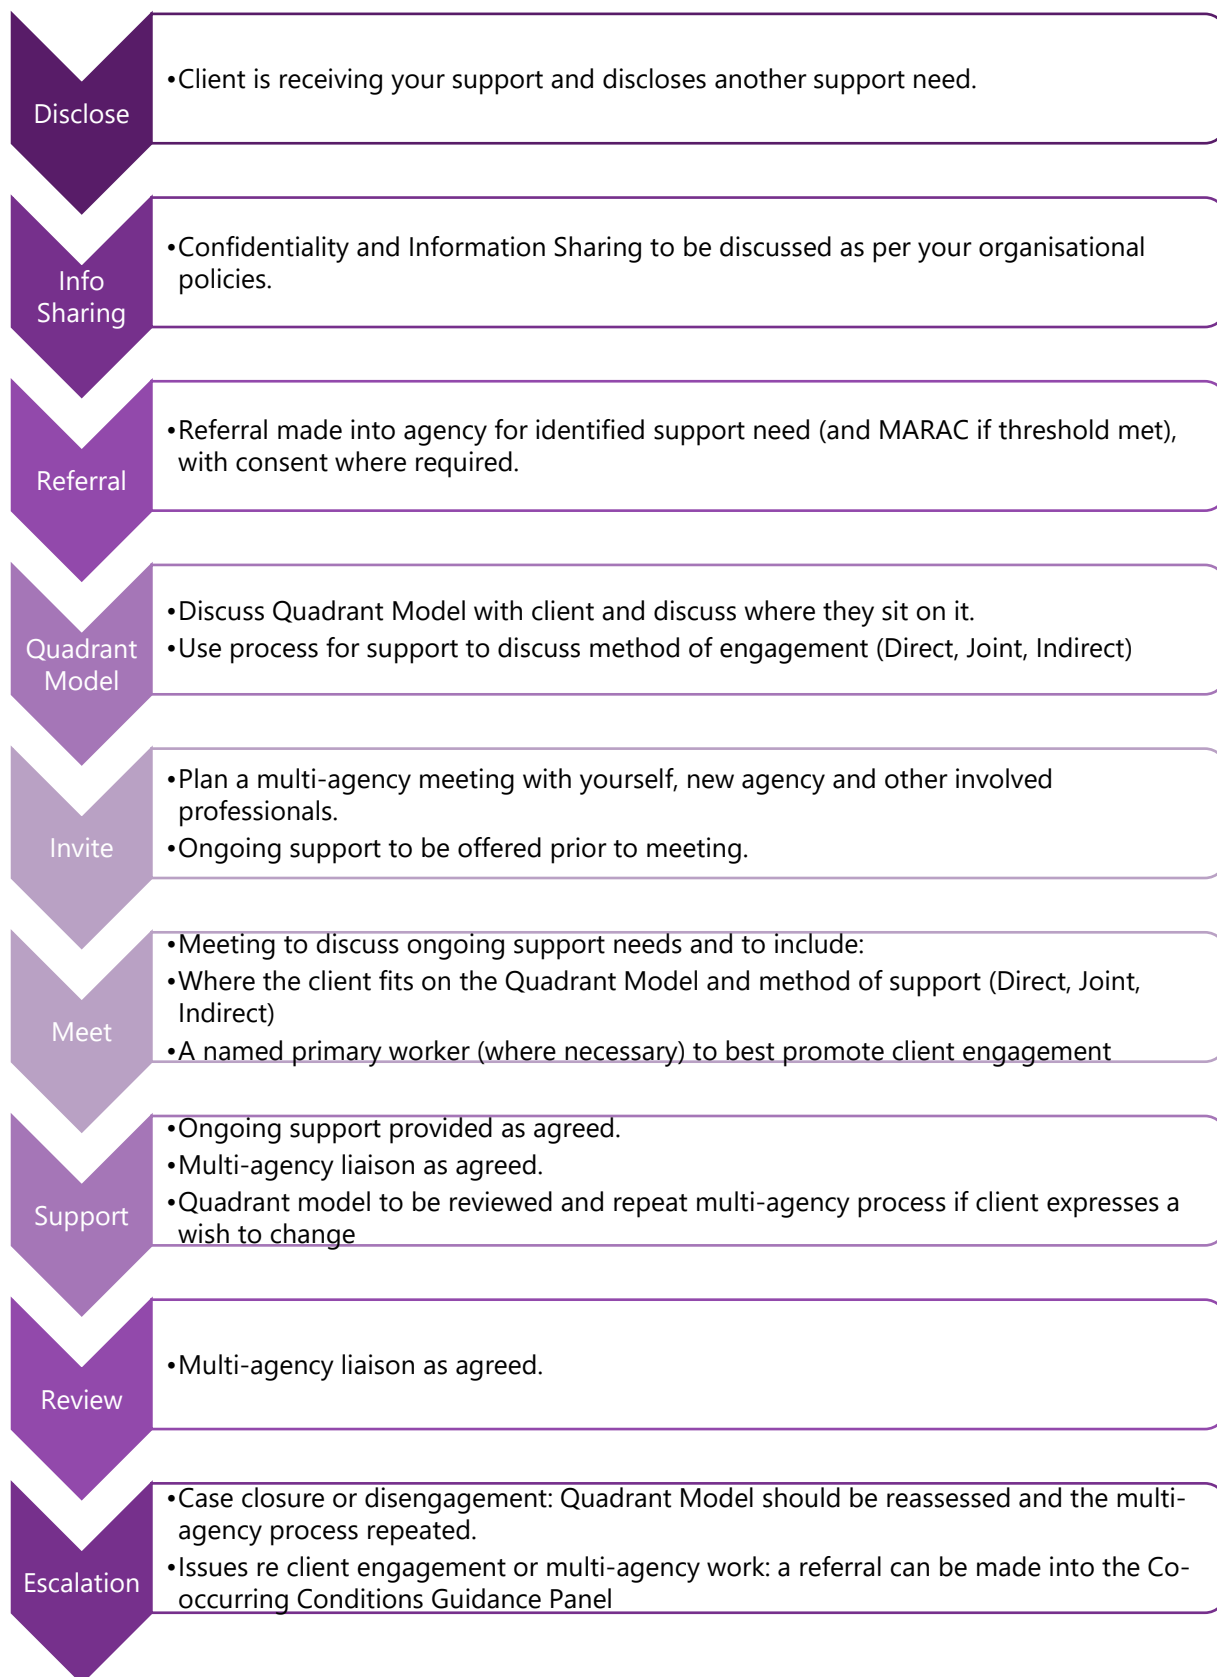 Disclose
•Client is receiving your support and discloses another support need.
Info
Sharing
•Confidentiality and Information Sharing to be discussed as per your organisational
policies.
Referral
•Referral made into agency for identified support need (and MARAC if threshold met),
with consent where required.
Quadrant
Model
•Discuss Quadrant Model with client and discuss where they sit on it.
•Use process for support to discuss method of engagement (Direct, Joint, Indirect)
Invite
•Plan a multi-agency meeting with yourself, new agency and other involved
professionals.
•Ongoing support to be offered prior to meeting.
Meet
•Meeting to discuss ongoing support needs and to include:
•Where the client fits on the Quadrant Model and method of support (Direct, Joint,
Indirect)
•A named primary worker (where necessary) to best promote client engagement
Support
•Ongoing support provided as agreed.
•Multi-agency liaison as agreed.
•Quadrant model to be reviewed and repeat multi-agency process if client expresses a
wish to change
Review
•Multi-agency liaison as agreed.
Escalation
•Case closure or disengagement: Quadrant Model should be reassessed and the multi-
agency process repeated.
•Issues re client engagement or multi-agency work: a referral can be made into the Co-
occurring Conditions Guidance Panel